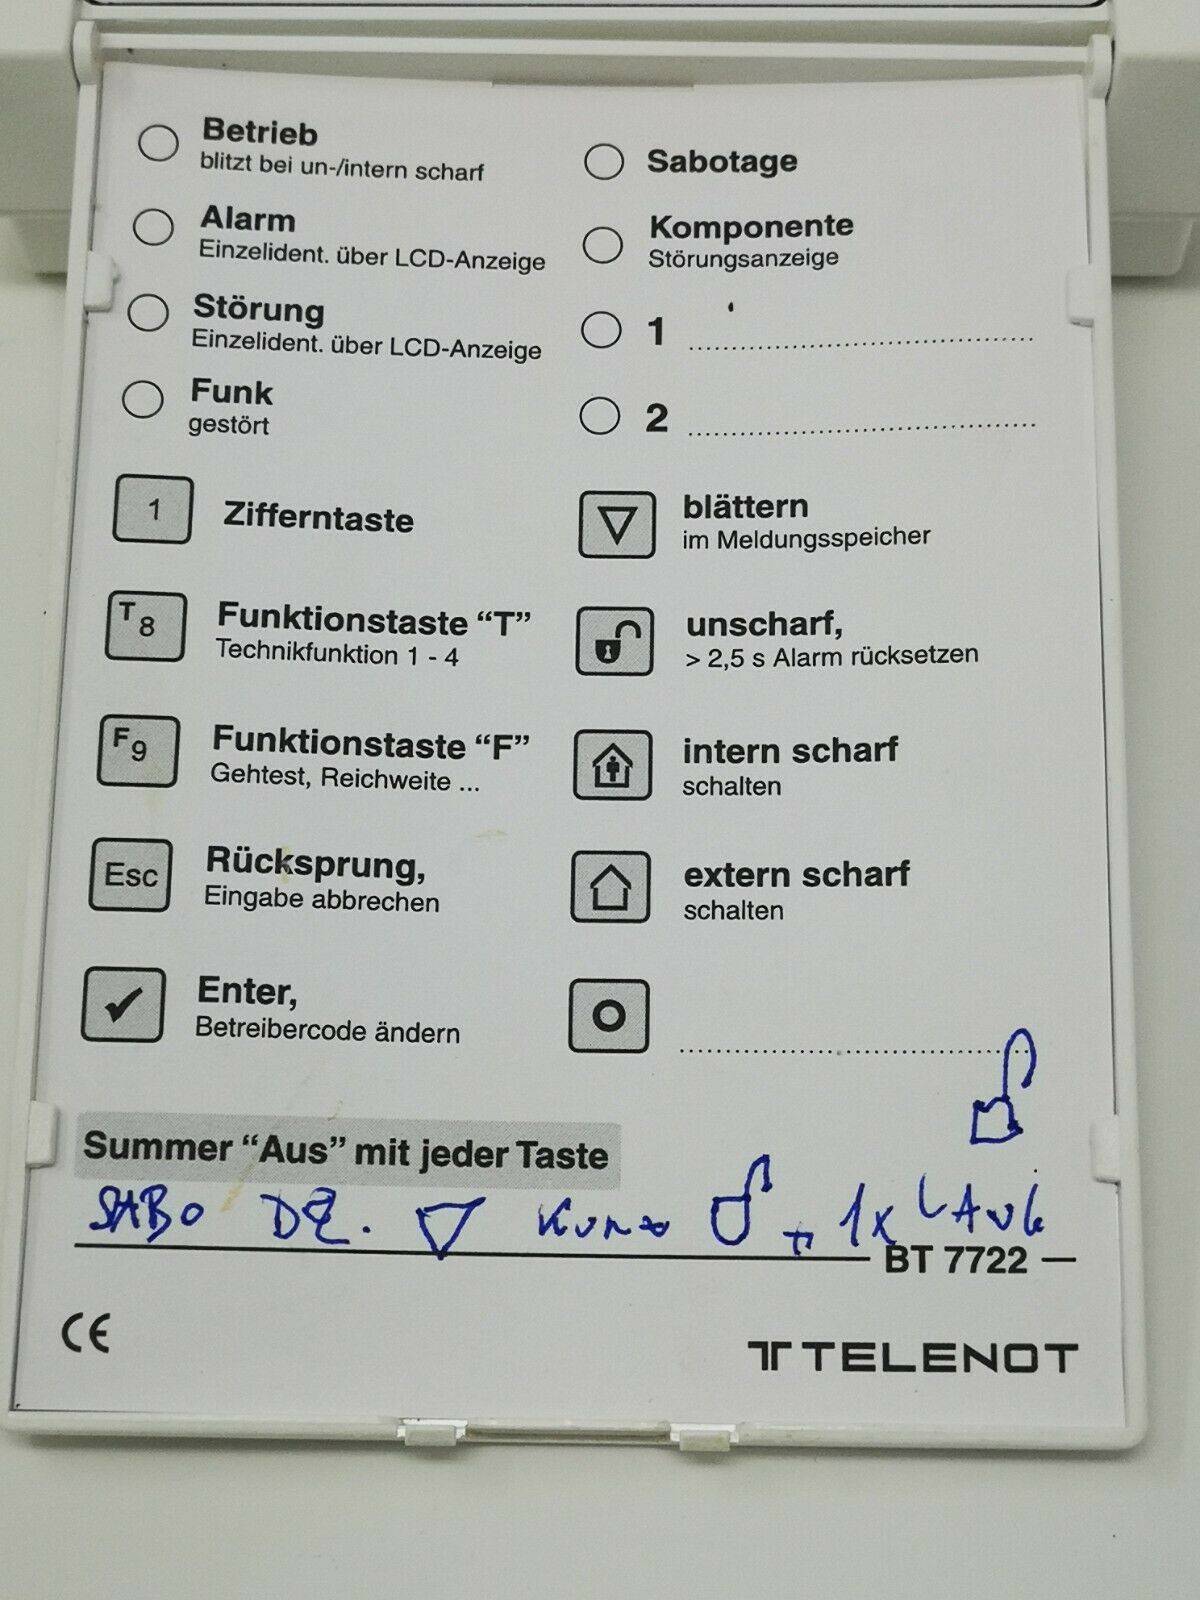 Betrieb
blitzt bei un-/intern scharf
Alarm
Einzelident. über LCD-Anzeige
Störung
Einzelident. über LCD-Anzeige
Funk
gestört
Sabotage
Komponente
Störungsanzeige
1
2
1 Zifferntaste
T8 Funktionstaste “T”
Technikfunktion 1 - 4
F9 Funktionstaste “F”
Gehtest, Reichweite ...
Esc Rücksprung,
Eingabe abbrechen
Enter,
Betreibercode ändern
blättern
im Meldungsspeicher
unscharf,
> 2,5 s Alarm rücksetzen
intern scharf
schalten
extern scharf
schalten
Summer “Aus” mit jeder Taste
SABO + 1x
BT 7722
CE
TELENOT